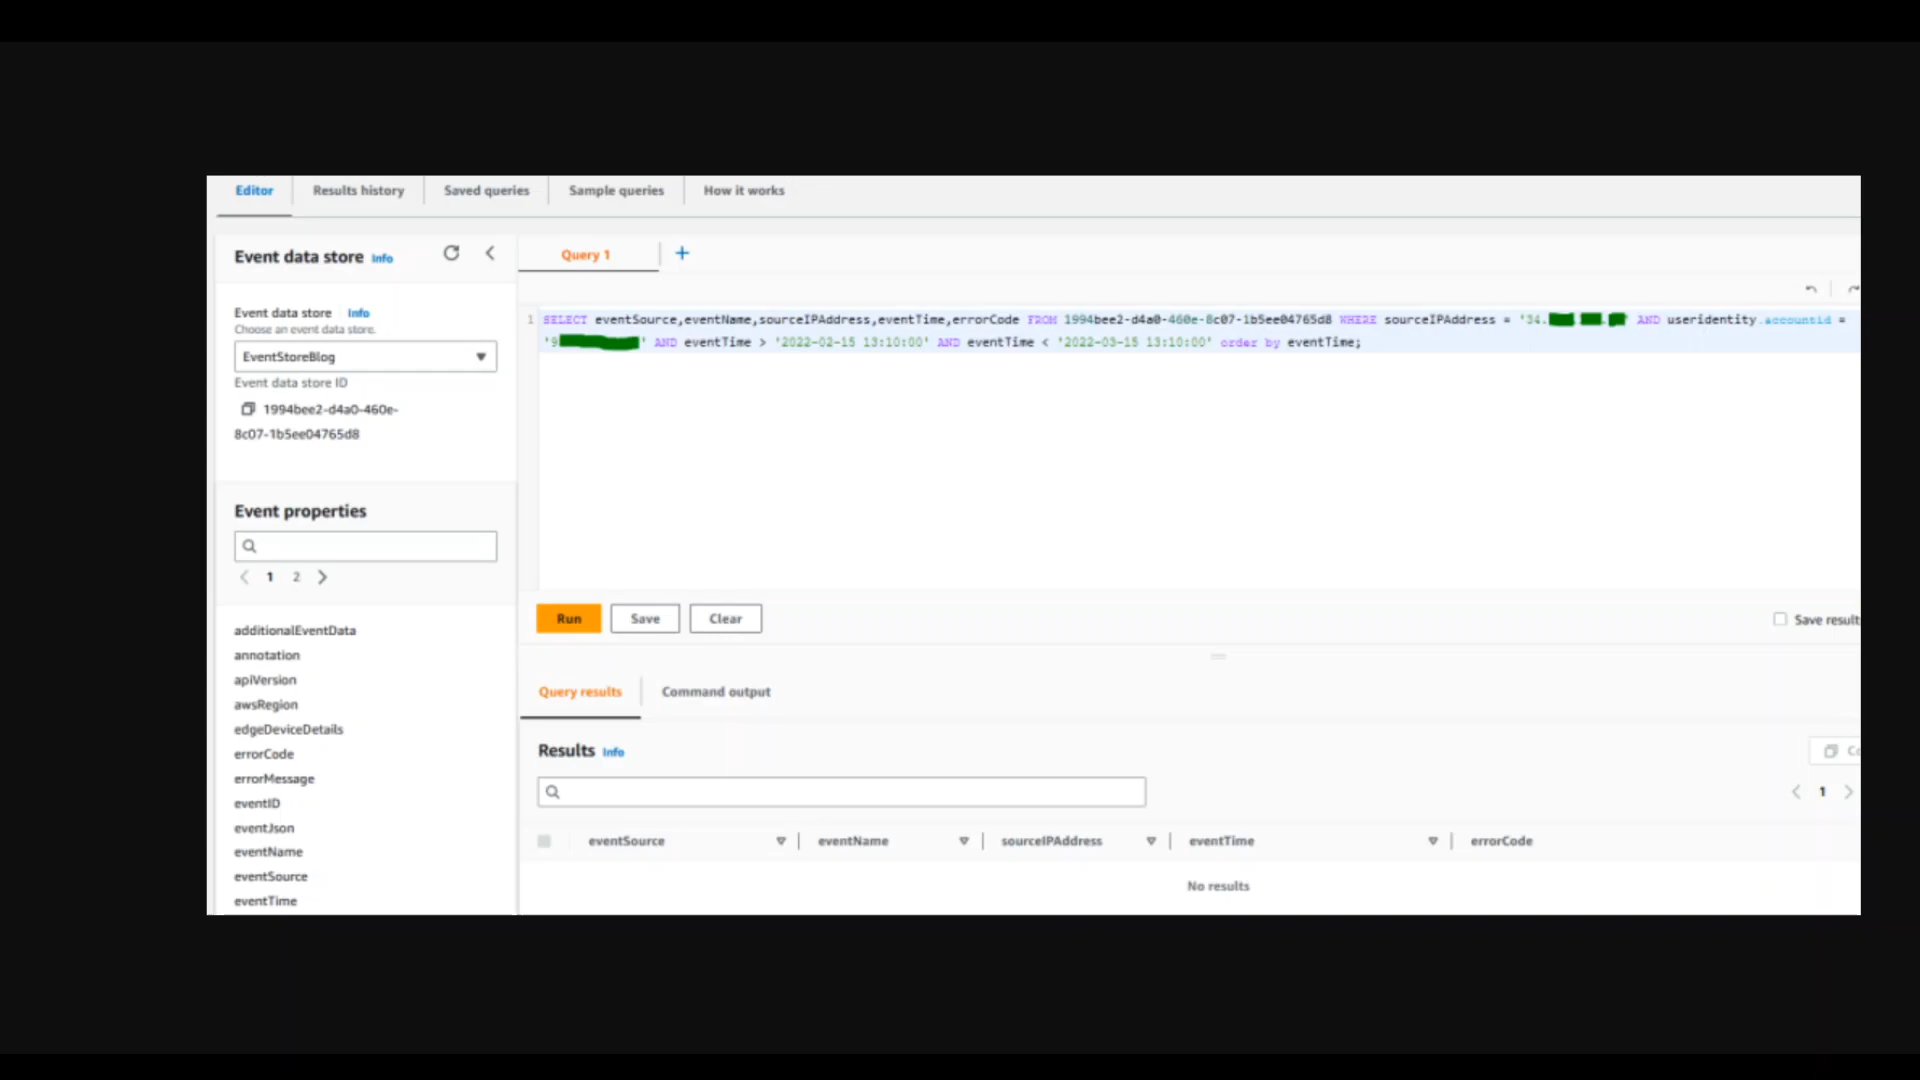 Editor
Results history
Saved queries
Sample queries
How it works
Event data store Info
Event data store Info
Choose an event data store.
EventStoreBlog
Event data store ID
1994bee2-d4a0-460e-
8c07-1b5ee04765d8
Event properties
1 2
additionalEventData
annotation
apiVersion
awsRegion
edgeDeviceDetails
errorCode
errorMessage
eventID
eventJson
eventName
eventSource
eventTime
Query 1
1 SELECT eventSource,eventName,sourceIPAddress,eventTime,errorCode FROM 1994bee2-d4a0-460e-8c07-1b5ee04765d8 WHERE sourceIPAddress = '34. . . ' AND useridentity.accountid =
'9 ' AND eventTime > '2022-02-15 13:10:00' AND eventTime < '2022-03-15 13:10:00' order by eventTime;
Run
Save
Clear
Save result
Query results
Command output
Results Info
Co
1
eventSource
eventName
sourceIPAddress
eventTime
errorCode
No results